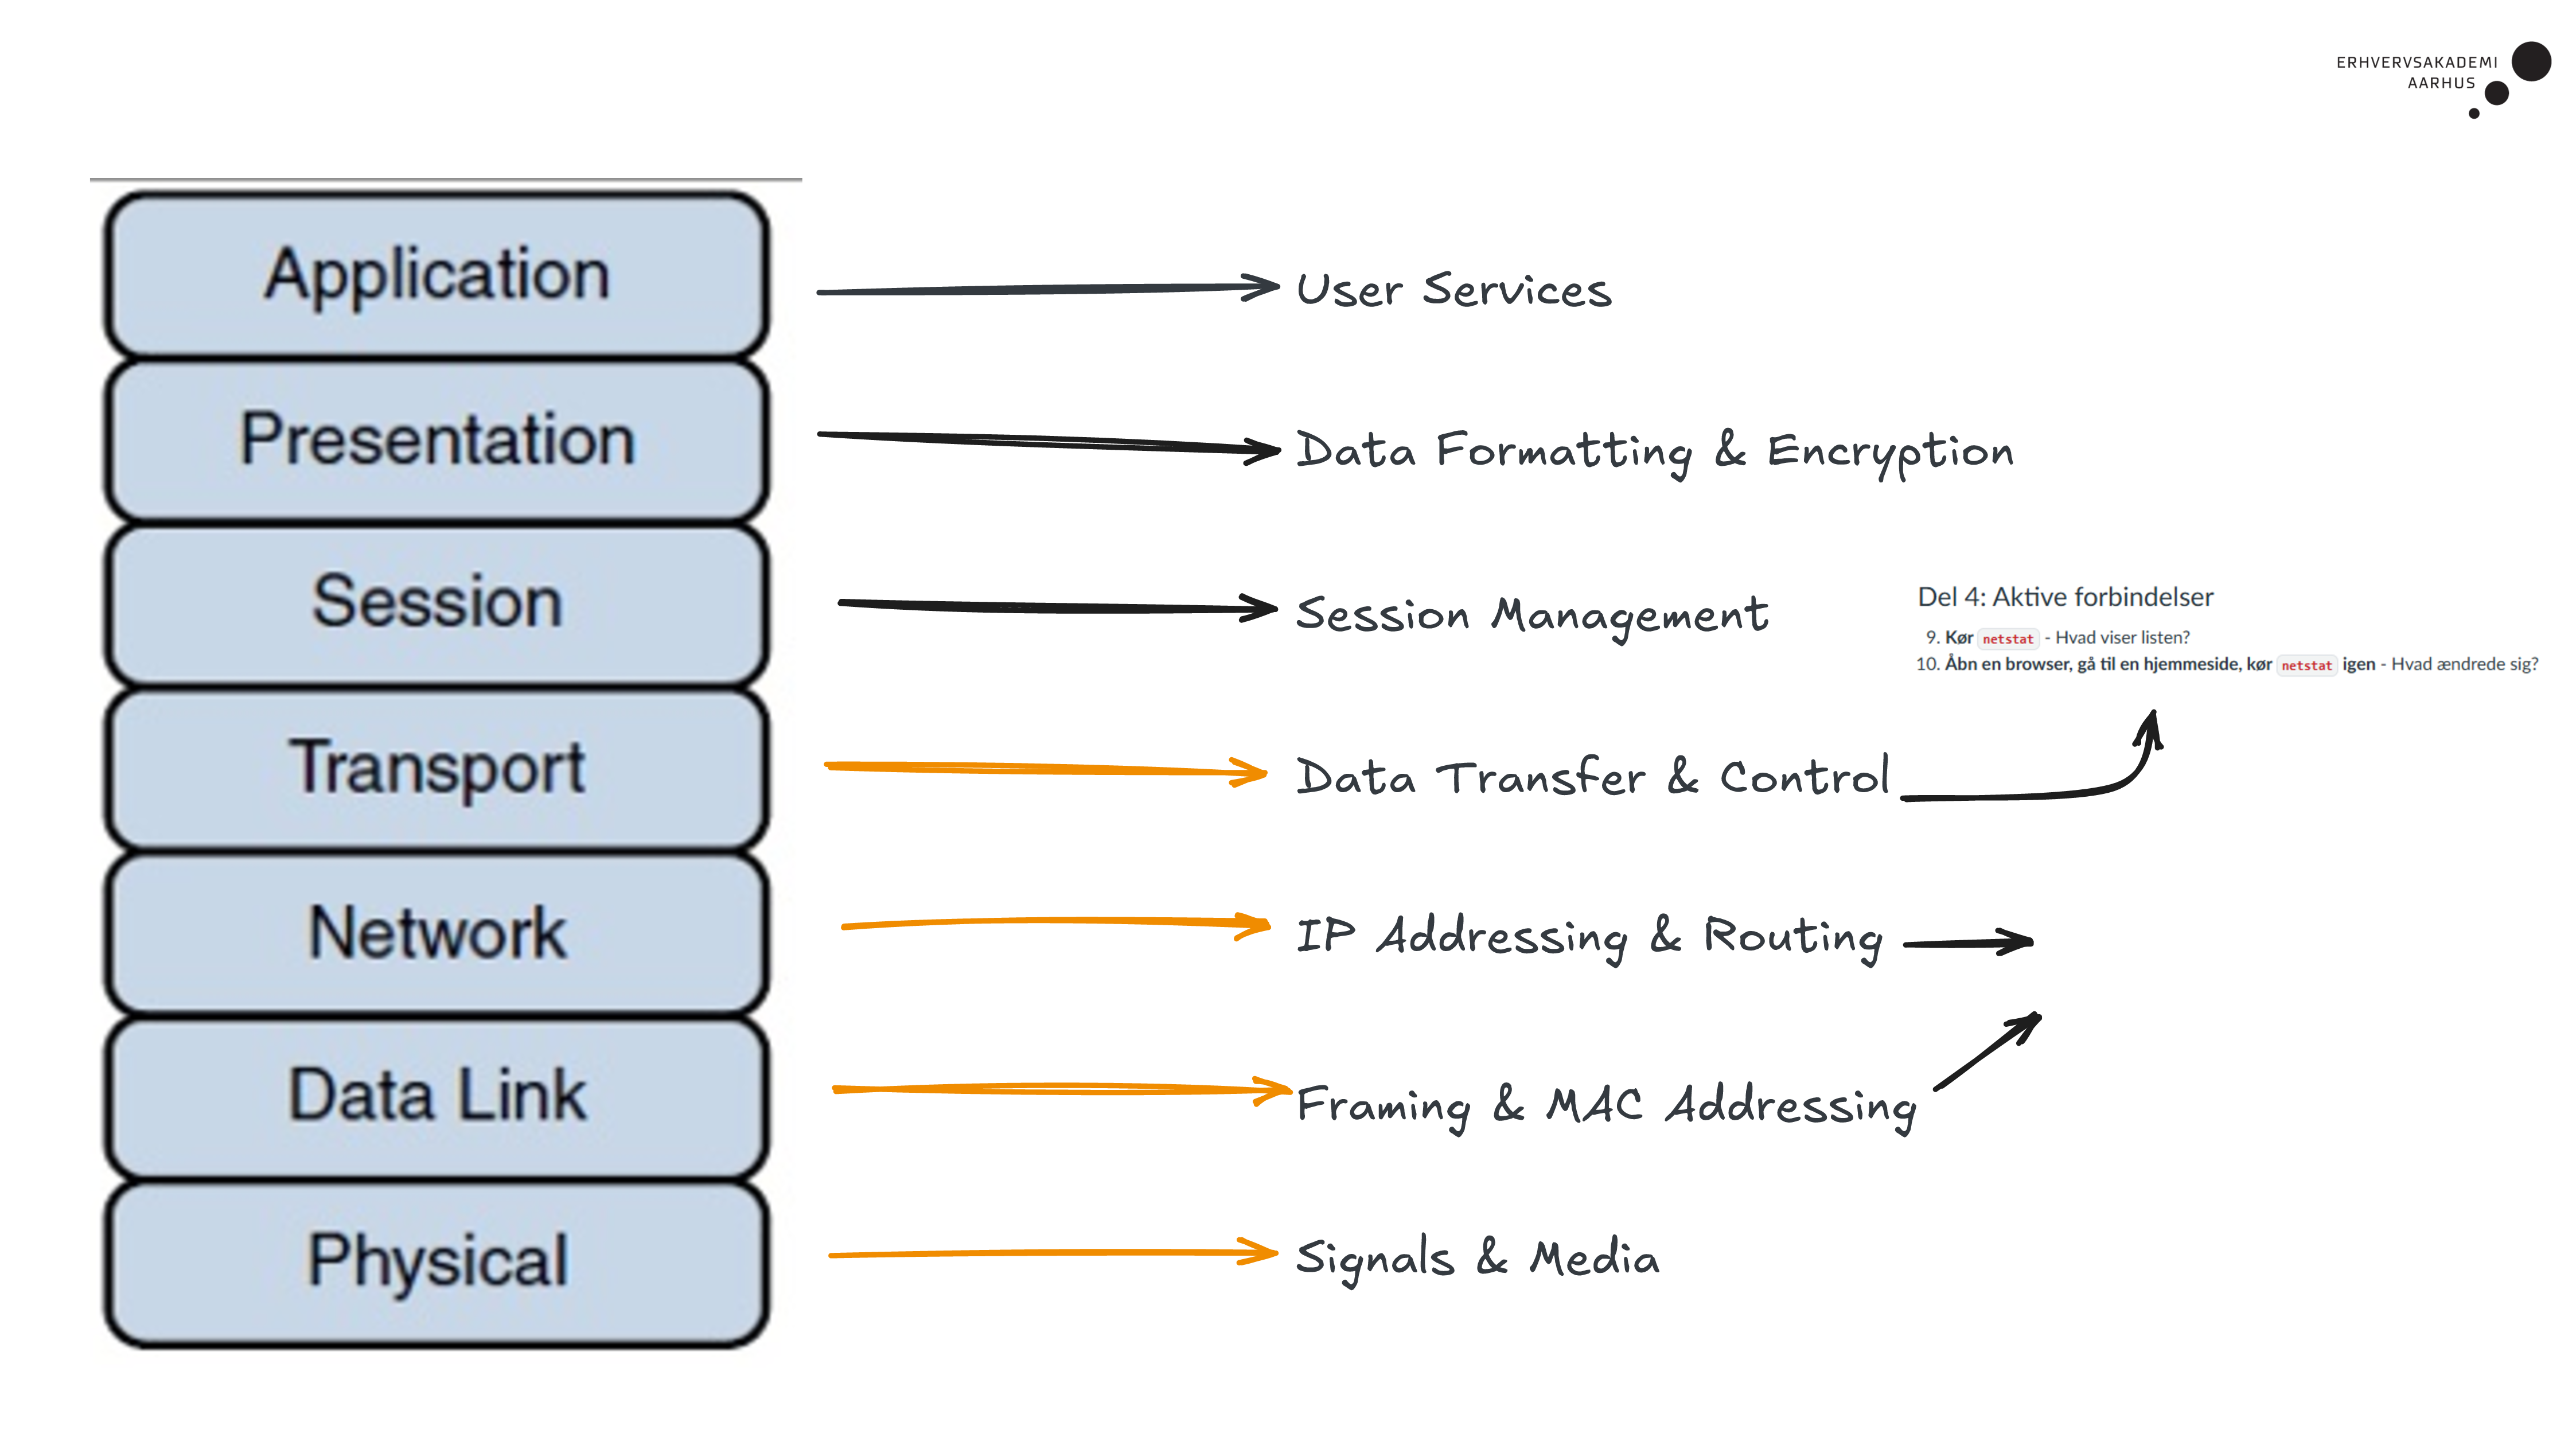 ERHVERVSAKADEMI
AARHUS
Application
User Services
Presentation
Data Formatting & Encryption
Session
Session Management
Del 4: Aktive forbindelser
9. Kør netstat - Hvad viser listen?
10. Åbn en browser, gå til en hjemmeside, kør netstat igen - Hvad ændrede sig?
Transport
Data Transfer & Control
Network
IP Addressing & Routing
Data Link
Framing & MAC Addressing
Physical
Signals & Media